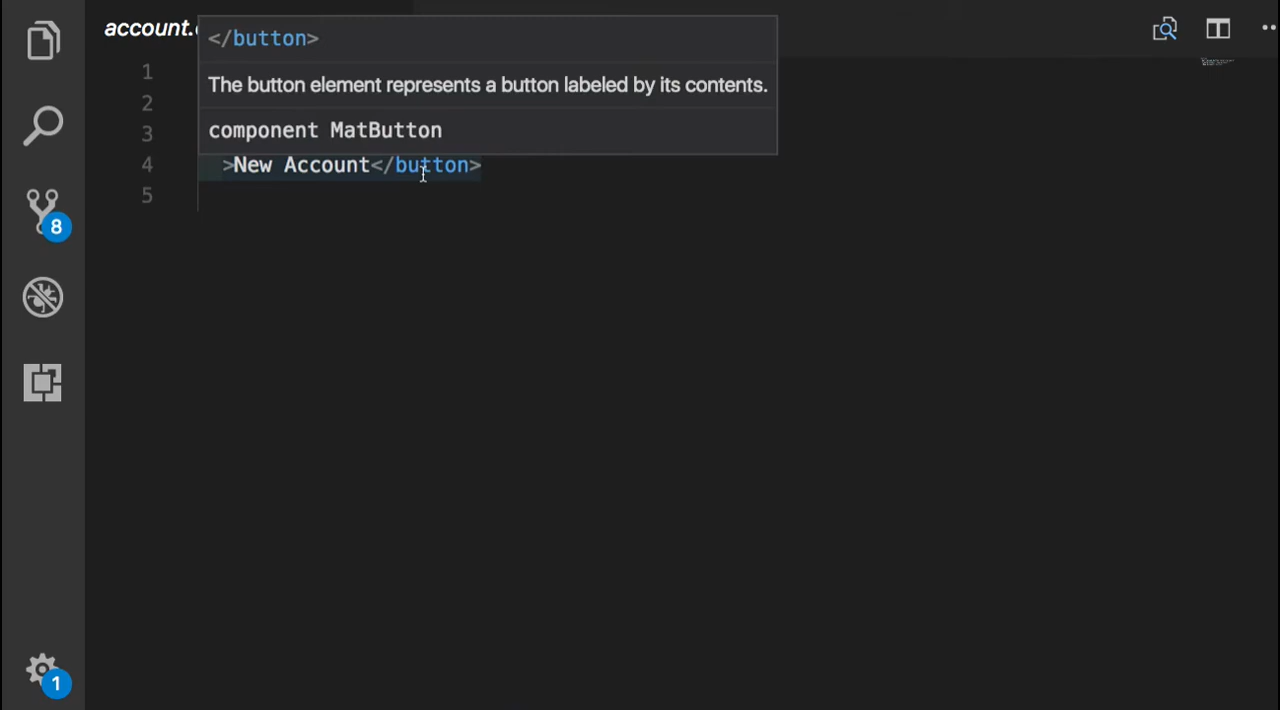 account.
</button>
The button element represents a button labeled by its contents.
component MatButton
1
2
3
4 >New Account</button>
5
8
1